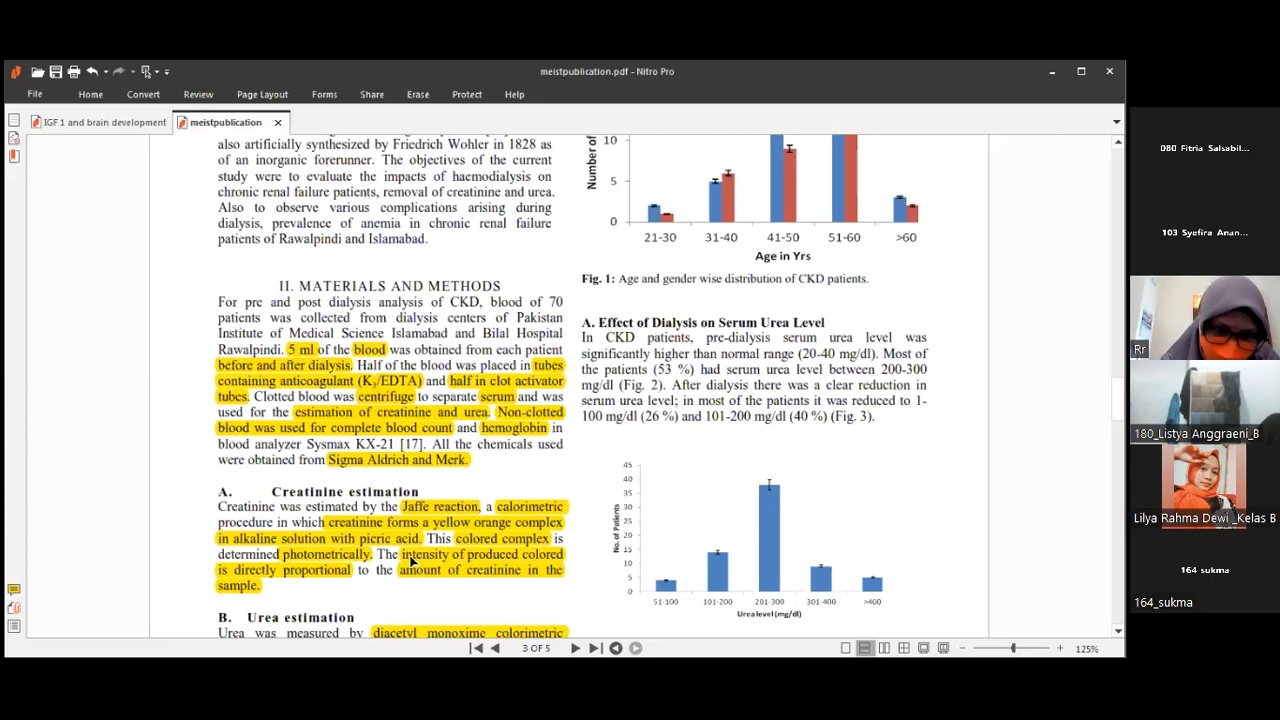 meistpublication.pdf - Nitro Pro
File Home Convert Review Page Layout Forms Share Erase Protect Help
IGF 1 and brain development
meistpublication
also artificially synthesized by Friedrich Wohler in 1828 as
of an inorganic forerunner. The objectives of the current
study were to evaluate the impacts of haemodialysis on
chronic renal failure patients, removal of creatinine and urea.
Also to observe various complications arising during
dialysis, prevalence of anemia in chronic renal failure
patients of Rawalpindi and Islamabad.
II. MATERIALS AND METHODS
For pre and post dialysis analysis of CKD, blood of 70
patients was collected from dialysis centers of Pakistan
Institute of Medical Science Islamabad and Bilal Hospital
Rawalpindi. 5 ml of the blood was obtained from each patient
before and after dialysis. Half of the blood was placed in tubes
containing anticoagulant (K3/EDTA) and half in clot activator
tubes. Clotted blood was centrifuge to separate serum and was
used for the estimation of creatinine and urea. Non-clotted
blood was used for complete blood count and hemoglobin in
blood analyzer Sysmax KX-21 [17]. All the chemicals used
were obtained from Sigma Aldrich and Merk.
A. Creatinine estimation
Creatinine was estimated by the Jaffe reaction, a calorimetric
procedure in which creatinine forms a yellow orange complex
in alkaline solution with picric acid. This colored complex is
determined photometrically. The intensity of produced colored
is directly proportional to the amount of creatinine in the
sample.
B. Urea estimation
Urea was measured by diacetyl monoxime colorimetric
Number of
10
5
0
21-30 31-40 41-50 51-60 >60
Age in Yrs
Fig. 1: Age and gender wise distribution of CKD patients.
A. Effect of Dialysis on Serum Urea Level
In CKD patients, pre-dialysis serum urea level was
significantly higher than normal range (20-40 mg/dl). Most of
the patients (53 %) had serum urea level between 200-300
mg/dl (Fig. 2). After dialysis there was a clear reduction in
serum urea level; in most of the patients it was reduced to 1-
100 mg/dl (26 %) and 101-200 mg/dl (40 %) (Fig. 3).
No. of Patients
45
40
35
30
25
20
15
10
5
0
51-100 101-200 201-300 301-400 >400
Urea level (mg/dl)
3 OF 5
125%
080 Fitria Salsabil...
103 Syefira Anan...
Rr
180_Listya Anggraeni_B
Lilya Rahma Dewi _Kelas B
164 sukma
164_sukma